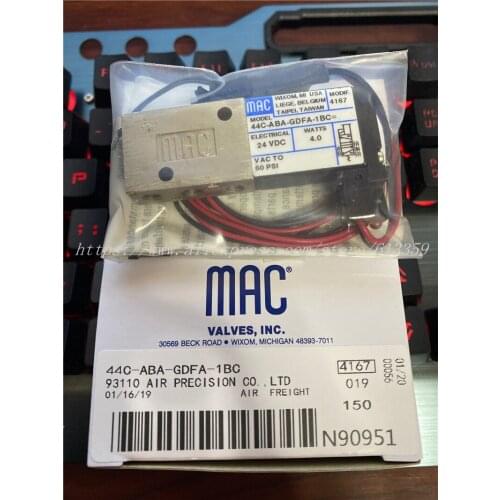 MAC
WIXOM, MI USA
LIEGE, BELGIUM
TAIPEI, TAIWAN
MODIF.
4167
MODEL
44C-ABA-GDFA-1BC
ELECTRICAL
24 VDC
WATTS
4.0
VAC TO
60 PSI
MAC
MAC®
VALVES, INC.
30569 BECK ROAD • WIXOM, MICHIGAN 48393-7011
44C-ABA-GDFA-1BC
93110 AIR PRECISION CO.,LTD
01/16/19 AIR FREIGHT
4167
019
150
01/20
00056
N90951